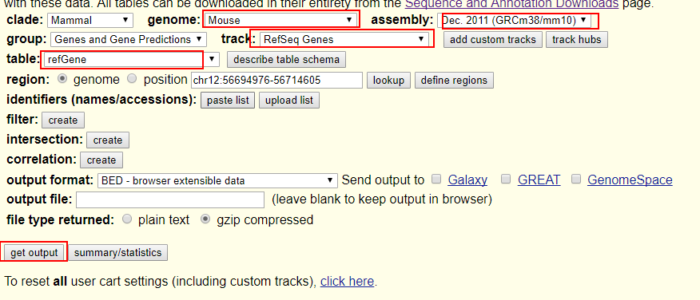 with these data. All tables can be downloaded in their entirety from the Sequence and Annotation Downloads page.
clade: Mammal genome: Mouse assembly: Dec. 2011 (GRCm38/mm10)
group: Genes and Gene Predictions track: RefSeq Genes add custom tracks track hubs
table: refGene describe table schema
region: genome position chr12:56694976-56714605 lookup define regions
identifiers (names/accessions): paste list upload list
filter: create
intersection: create
correlation: create
output format: BED - browser extensible data Send output to Galaxy GREAT GenomeSpace
output file: (leave blank to keep output in browser)
file type returned: plain text gzip compressed
get output summary/statistics
To reset all user cart settings (including custom tracks), click here.